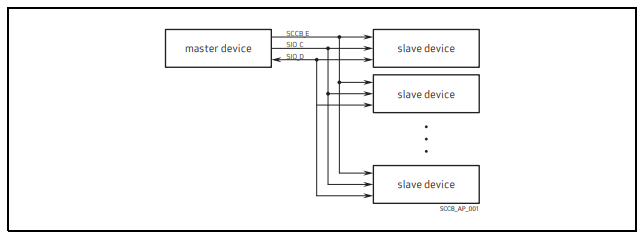 SCCB_E
master device
SIO_C
SIO_D
slave device
slave device
slave device
SCCB_AP_001